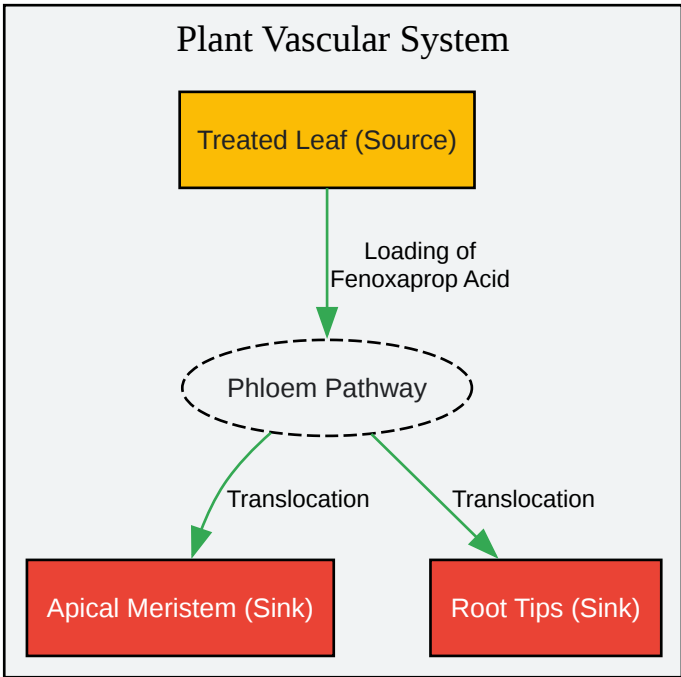 Plant Vascular System
Treated Leaf (Source)
Loading of
Fenoxaprop Acid
Phloem Pathway
Translocation
Translocation
Apical Meristem (Sink)
Root Tips (Sink)